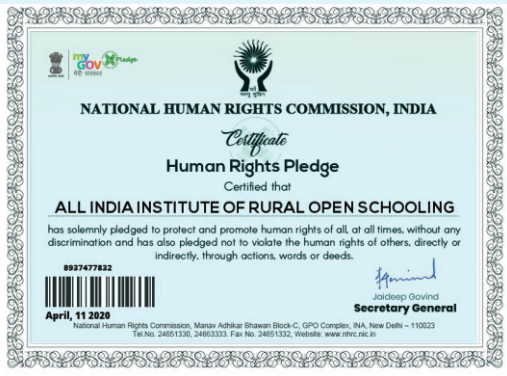 my
GOV
मेरी सरकार
Pledge
NATIONAL HUMAN RIGHTS COMMISSION, INDIA
Certificate
Human Rights Pledge
Certified that
ALL INDIA INSTITUTE OF RURAL OPEN SCHOOLING
has solemnly pledged to protect and promote human rights of all, at all times, without any
discrimination and has also pledged not to violate the human rights of others, directly or
indirectly, through actions, words or deeds.
8937477832
April, 11 2020
Jaideep Govind
Secretary General
National Human Rights Commission, Manav Adhikar Bhawan Block-C, GPO Complex, INA, New Delhi – 110023
Tel.No. 24651330, 24663333. Fax No. 24651332, Website: www.nhrc.nic.in